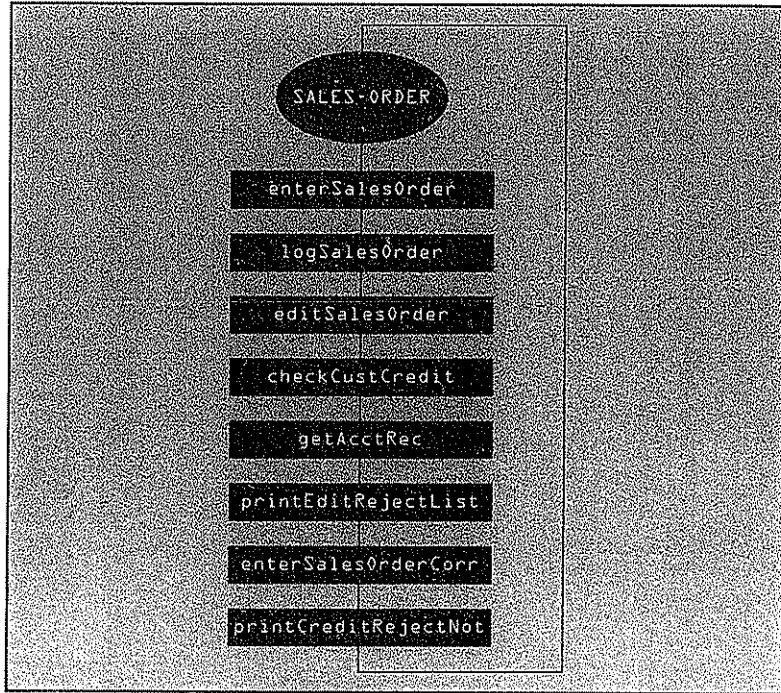 SALES-ORDER
enterSalesOrder
logSalesOrder
editSalesOrder
checkCustCredit
getAcctRec
printEditRejectList
enterSalesOrderCorr
printCreditRejectNot